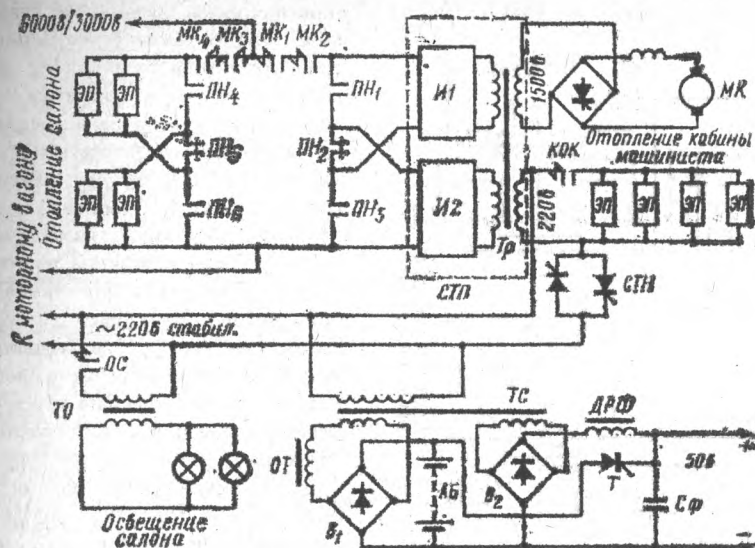 6000в/3000в
МК4 МК3 МК1 МК2
ЭП ЭП
ПН4
ПН1
И1
1500в
МК
К моторному вагону
Отопление салона
ПН2
Отопление кабины
машиниста
КОК
ЭП ЭП
ПН3
И2
220в
ЭП ЭП ЭП ЭП
Тр
СТП
СТН
~220в стабил.
ОС
ТО
ТС
ДРФ
ОТ
АБ
В1
В2
Т
50в
Сф
+
−
Освещение
салона